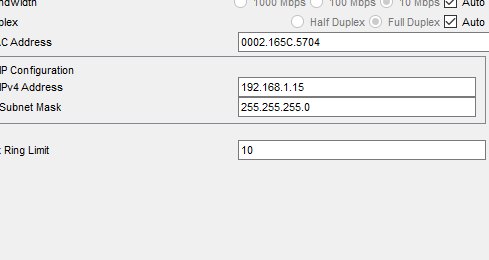 ndwidth 1000 Mbps 100 Mbps 10 Mbps Auto
plex Half Duplex Full Duplex Auto
C Address 0002.165C.5704
IP Configuration
IPv4 Address 192.168.1.15
Subnet Mask 255.255.255.0
Ring Limit 10